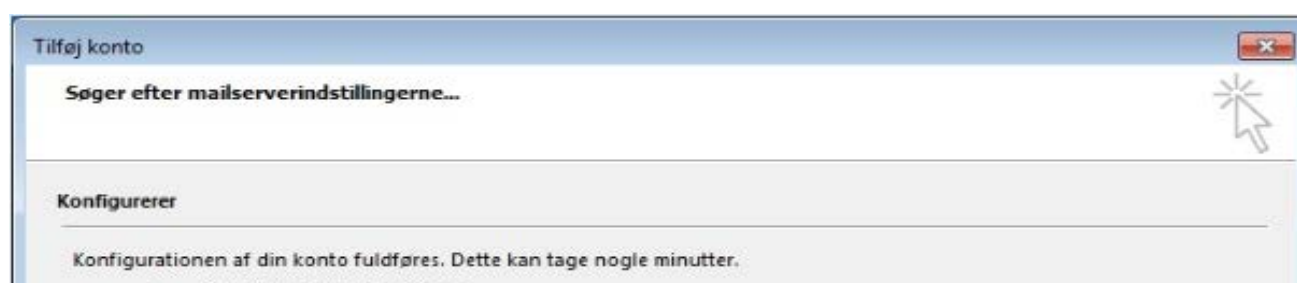 Tilføj konto
Søger efter mailserverindstillingerne...
Konfigurerer
Konfigurationen af din konto fuldføres. Dette kan tage nogle minutter.